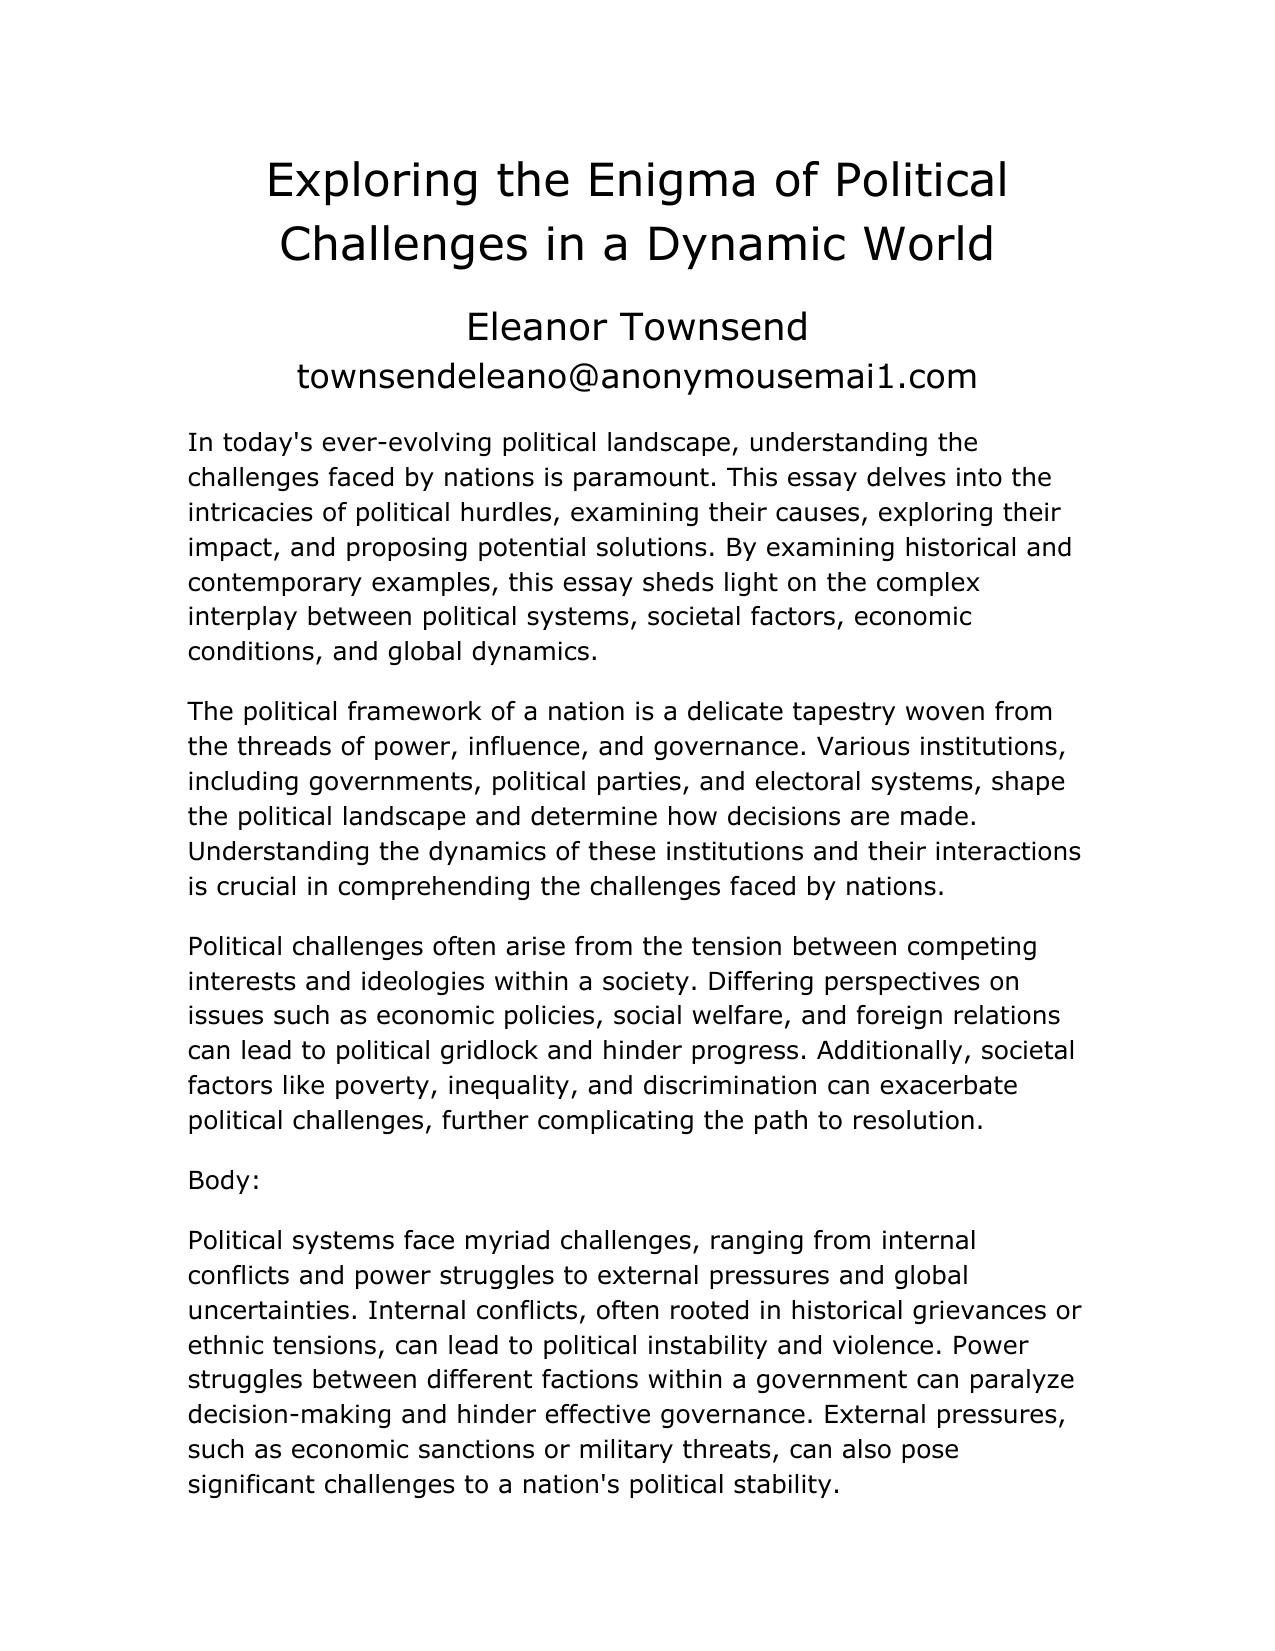 Exploring the Enigma of Political
Challenges in a Dynamic World
Eleanor Townsend
townsendeleano@anonymousemai1.com
In today's ever-evolving political landscape, understanding the
challenges faced by nations is paramount. This essay delves into the
intricacies of political hurdles, examining their causes, exploring their
impact, and proposing potential solutions. By examining historical and
contemporary examples, this essay sheds light on the complex
interplay between political systems, societal factors, economic
conditions, and global dynamics.
The political framework of a nation is a delicate tapestry woven from
the threads of power, influence, and governance. Various institutions,
including governments, political parties, and electoral systems, shape
the political landscape and determine how decisions are made.
Understanding the dynamics of these institutions and their interactions
is crucial in comprehending the challenges faced by nations.
Political challenges often arise from the tension between competing
interests and ideologies within a society. Differing perspectives on
issues such as economic policies, social welfare, and foreign relations
can lead to political gridlock and hinder progress. Additionally, societal
factors like poverty, inequality, and discrimination can exacerbate
political challenges, further complicating the path to resolution.
Body:
Political systems face myriad challenges, ranging from internal
conflicts and power struggles to external pressures and global
uncertainties. Internal conflicts, often rooted in historical grievances or
ethnic tensions, can lead to political instability and violence. Power
struggles between different factions within a government can paralyze
decision-making and hinder effective governance. External pressures,
such as economic sanctions or military threats, can also pose
significant challenges to a nation's political stability.